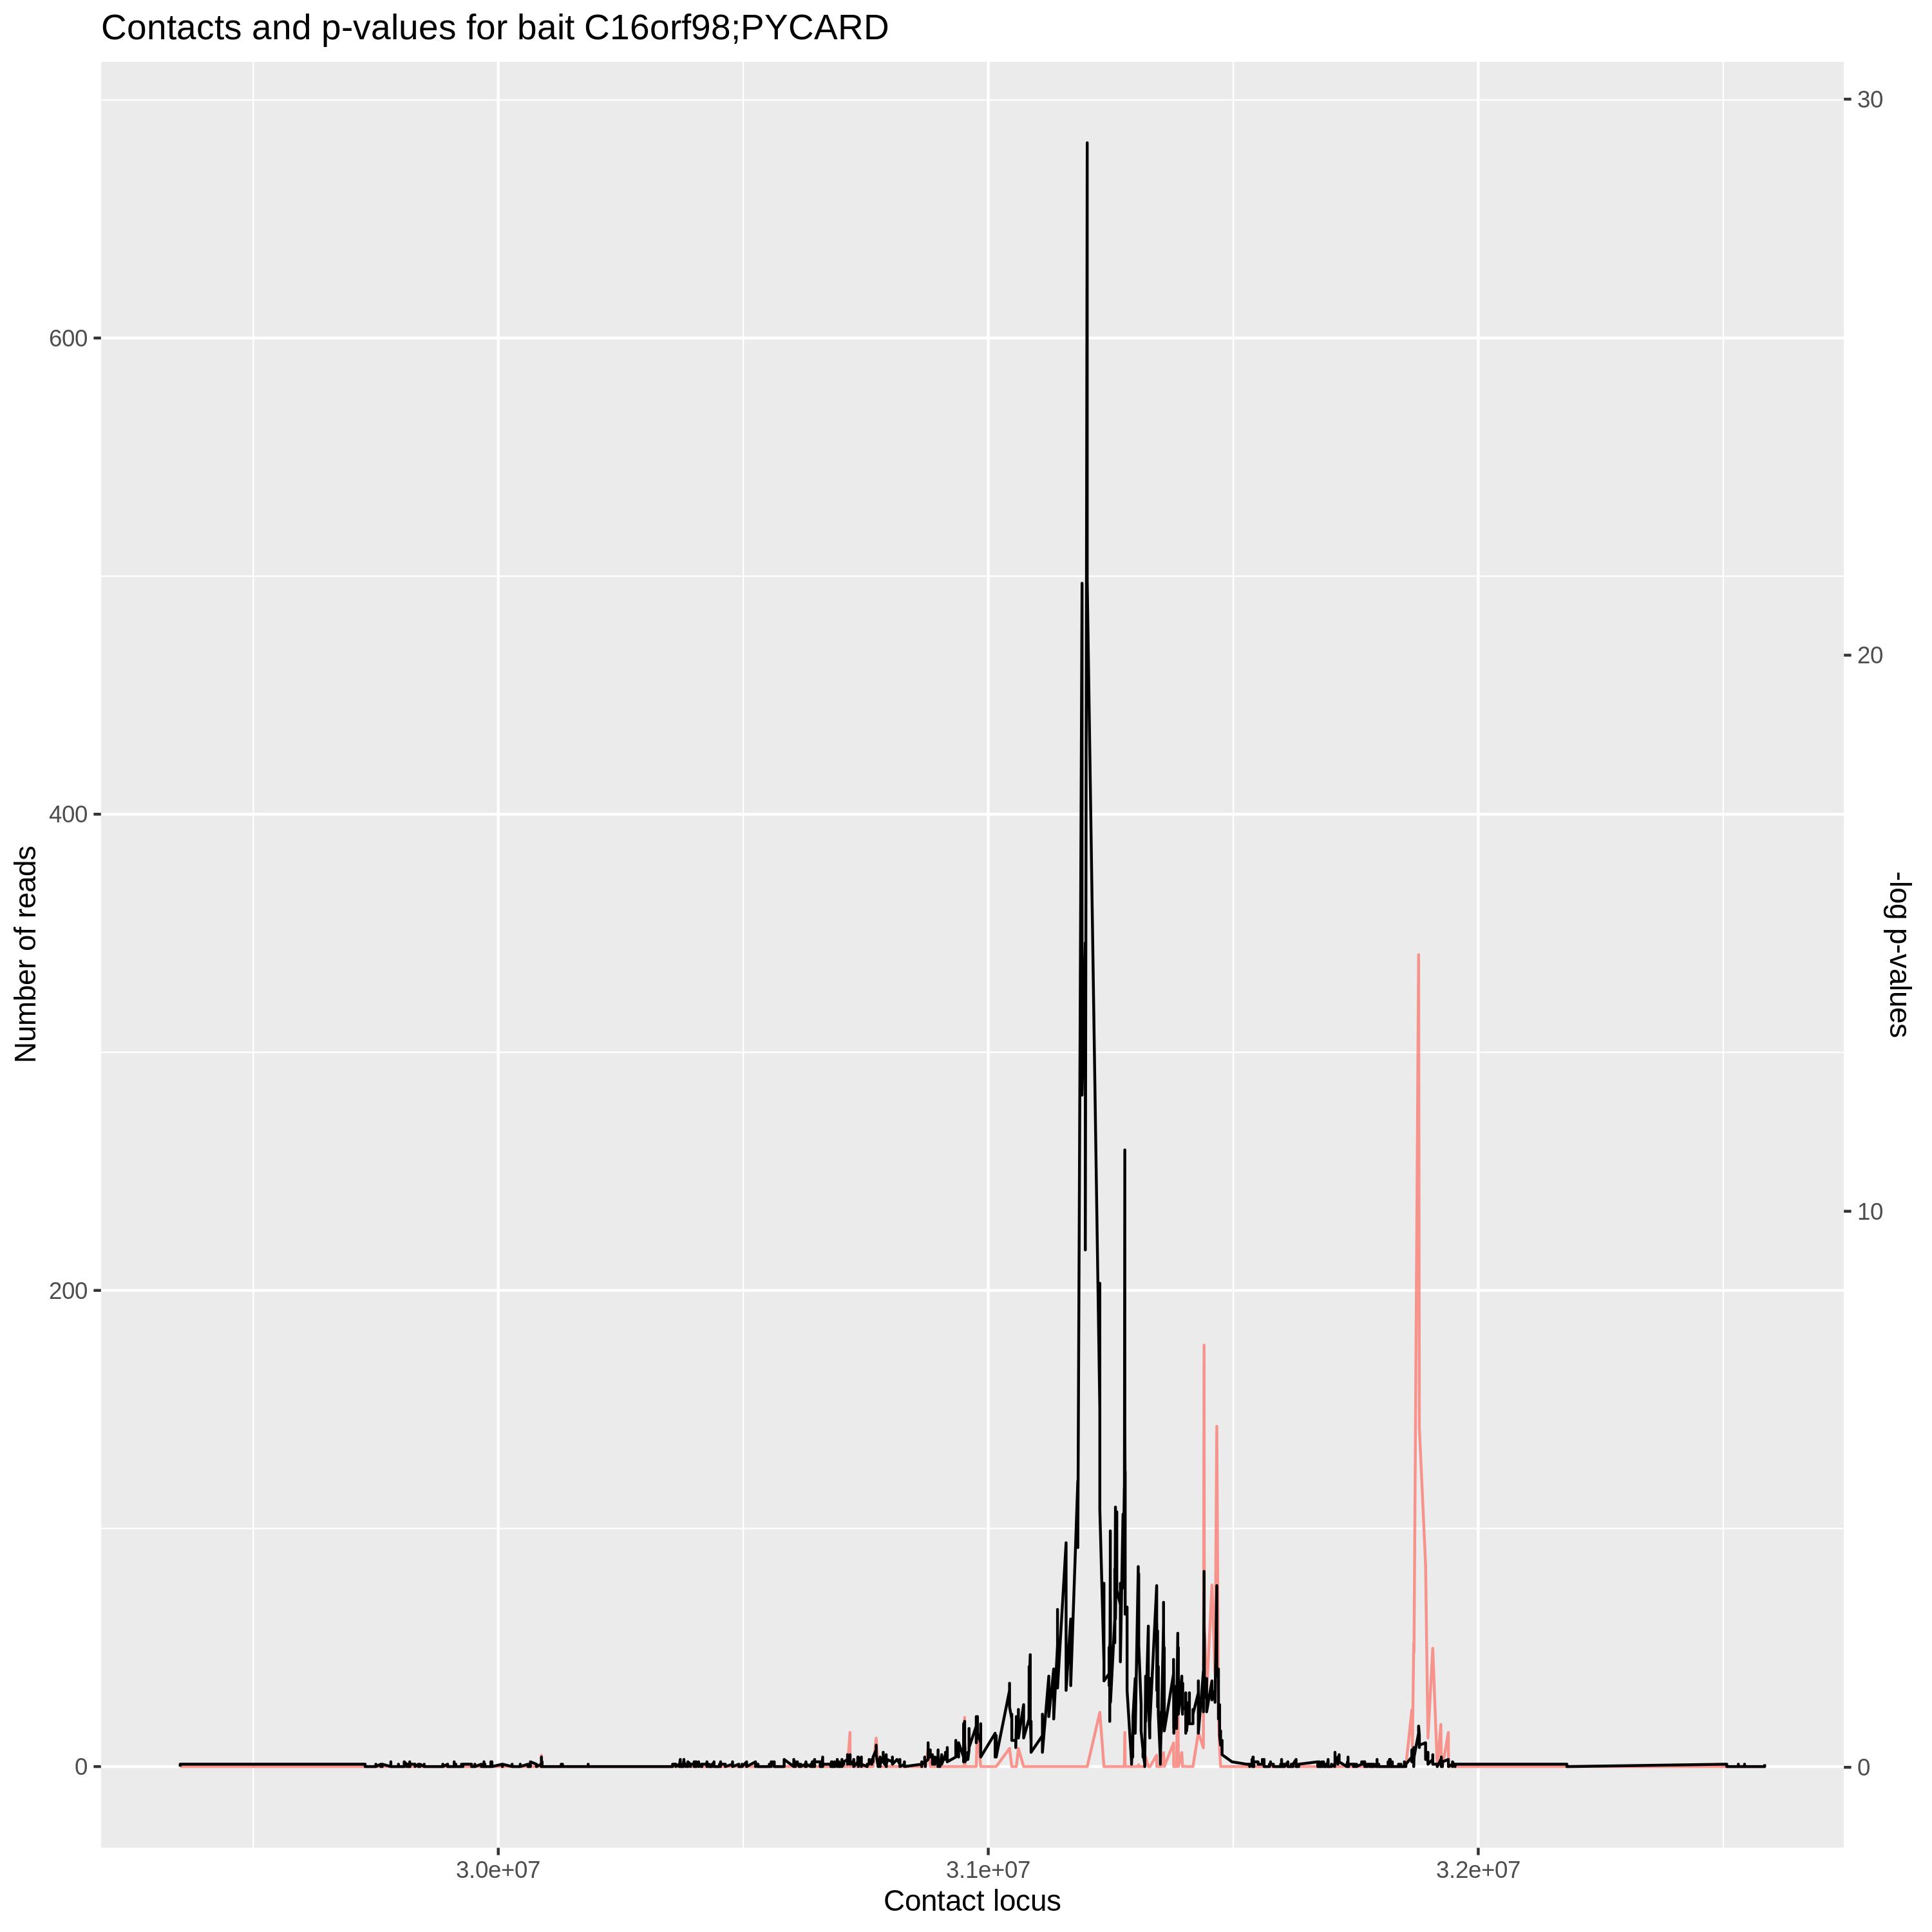 Contacts and p-values for bait C16orf98;PYCARD
30
600
20
400
Number of reads
-log p-values
10
200
0
0
3.0e+07
3.1e+07
3.2e+07
Contact locus